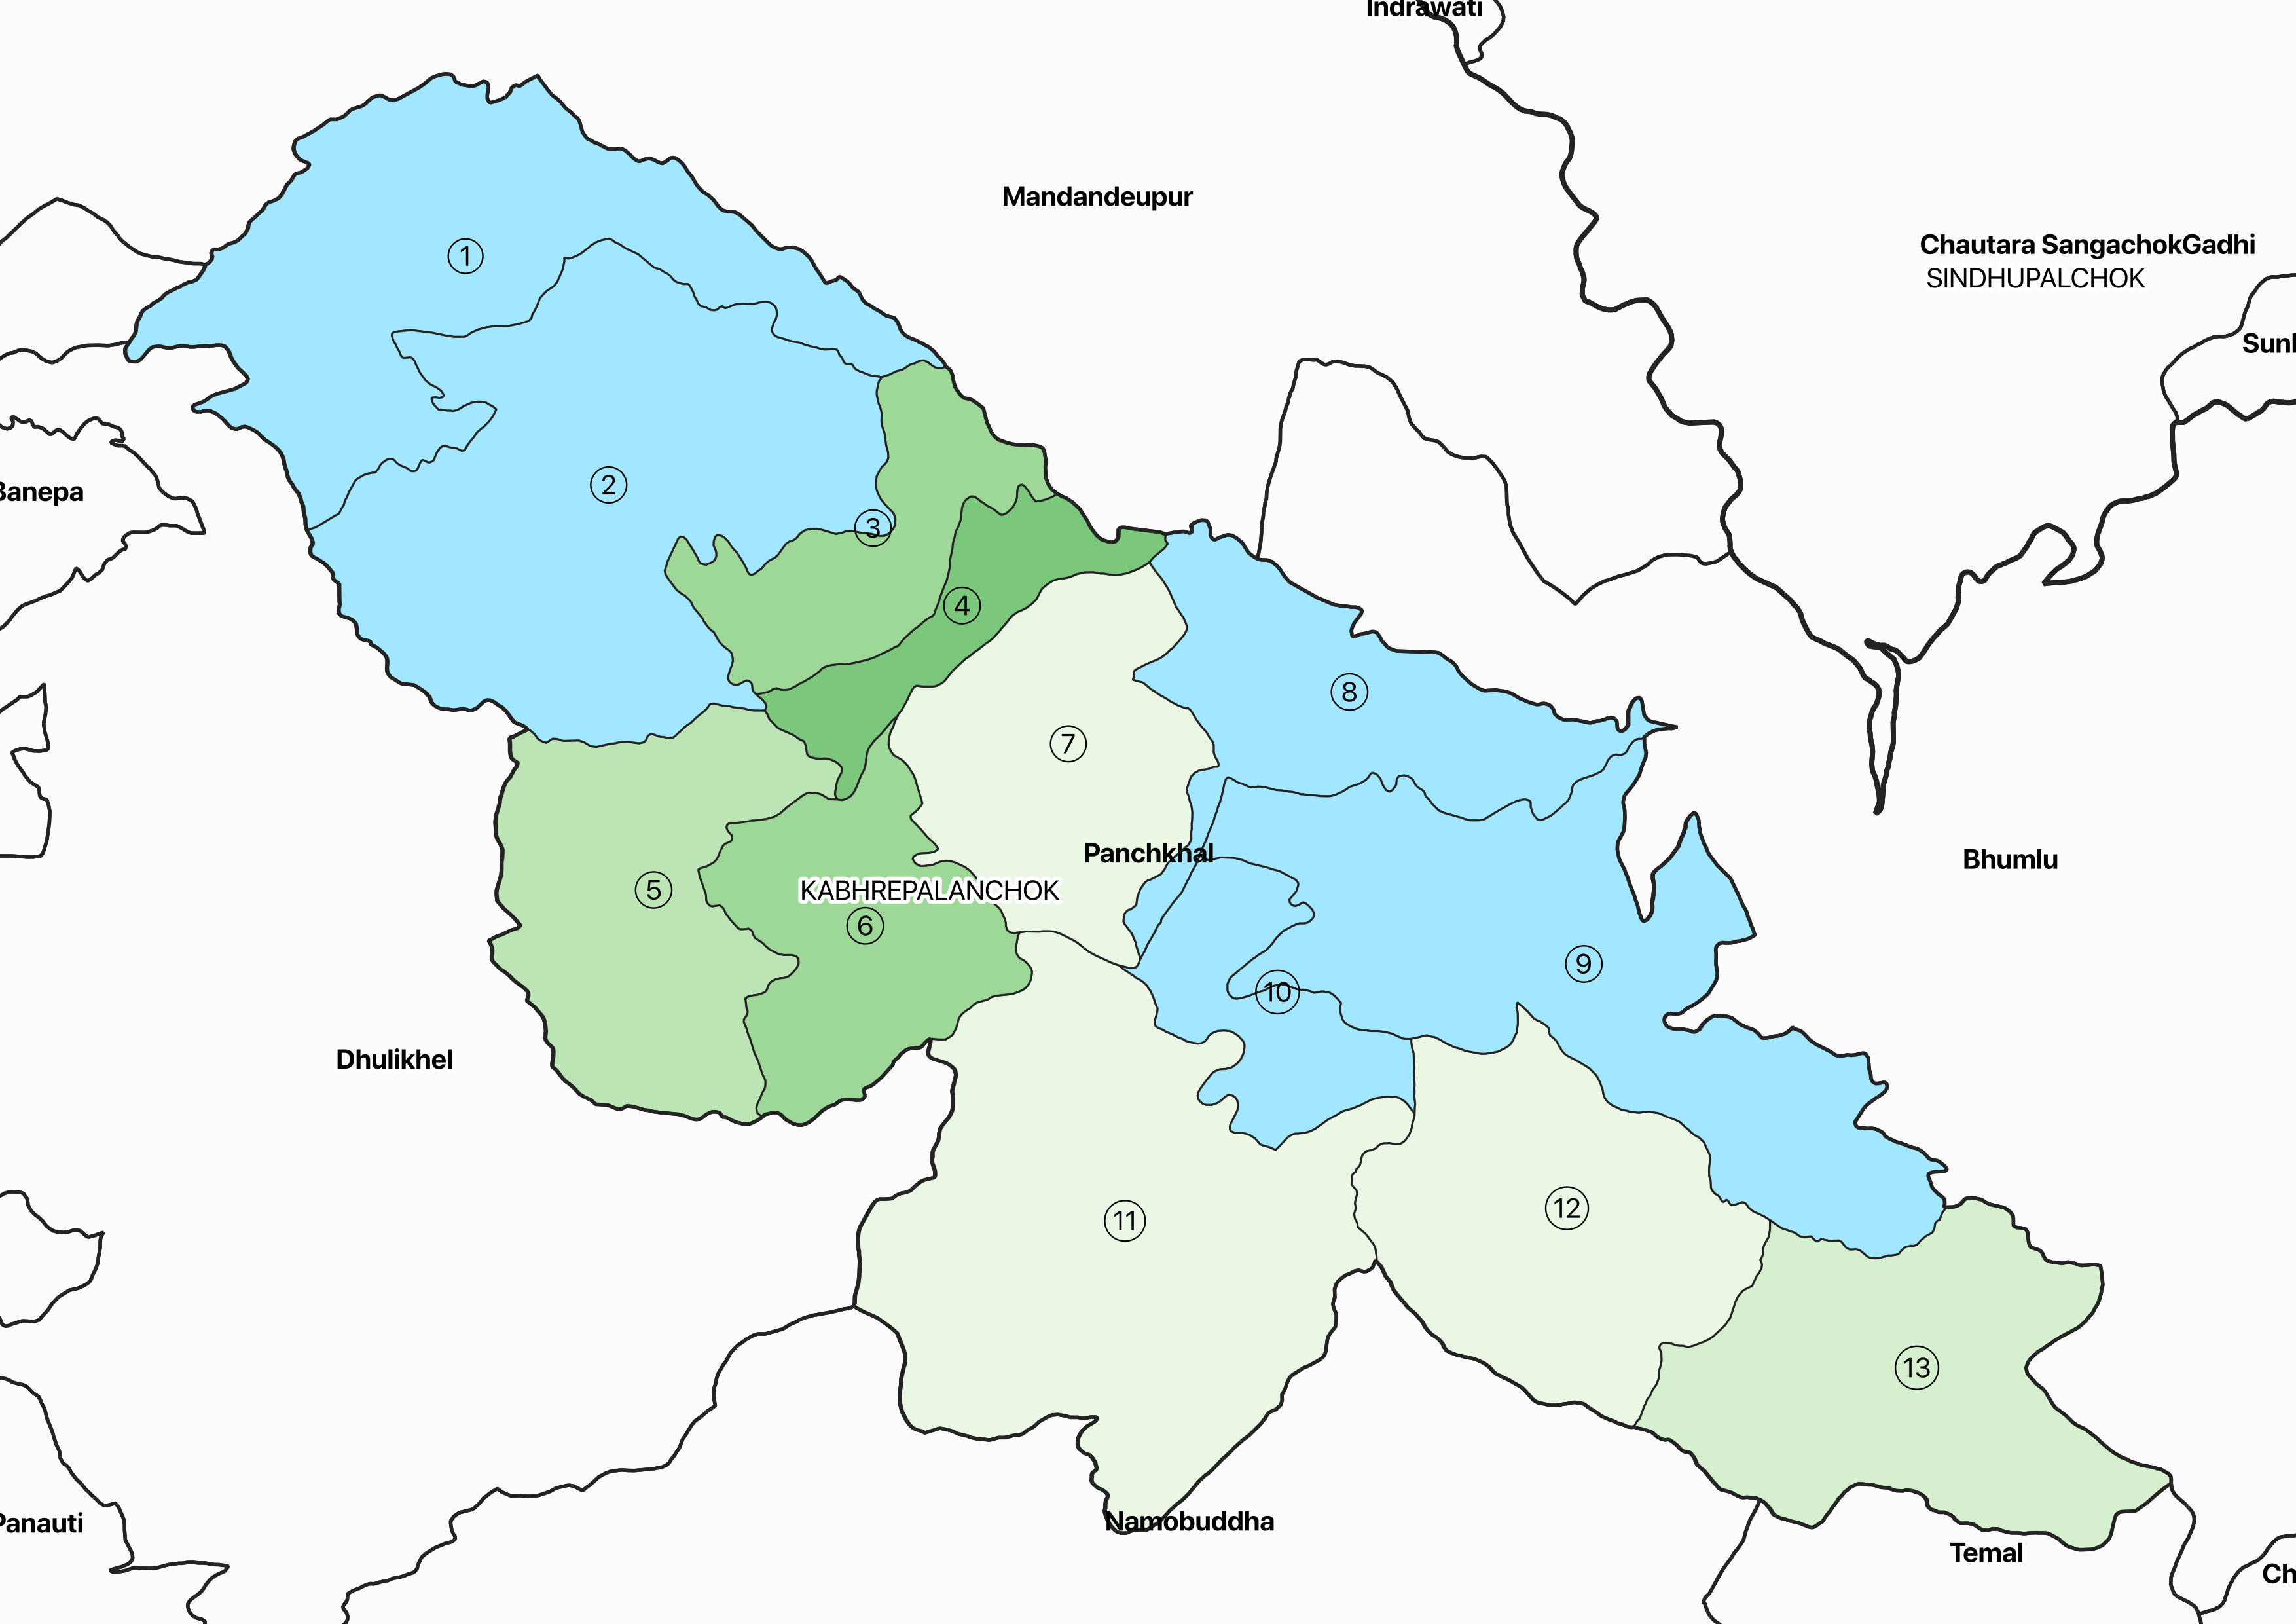 Indrawati
Mandandeupur
Chautara SangachokGadhi
SINDHUPALCHOK
①
②
③
④
⑤
⑥
⑦
⑧
⑨
⑩
⑪
⑫
⑬
Panchkhal
KABHREPALANCHOK
Bhumlu
Dhulikhel
Namobuddha
Temal
Banepa
Panauti
Sunk
Ch